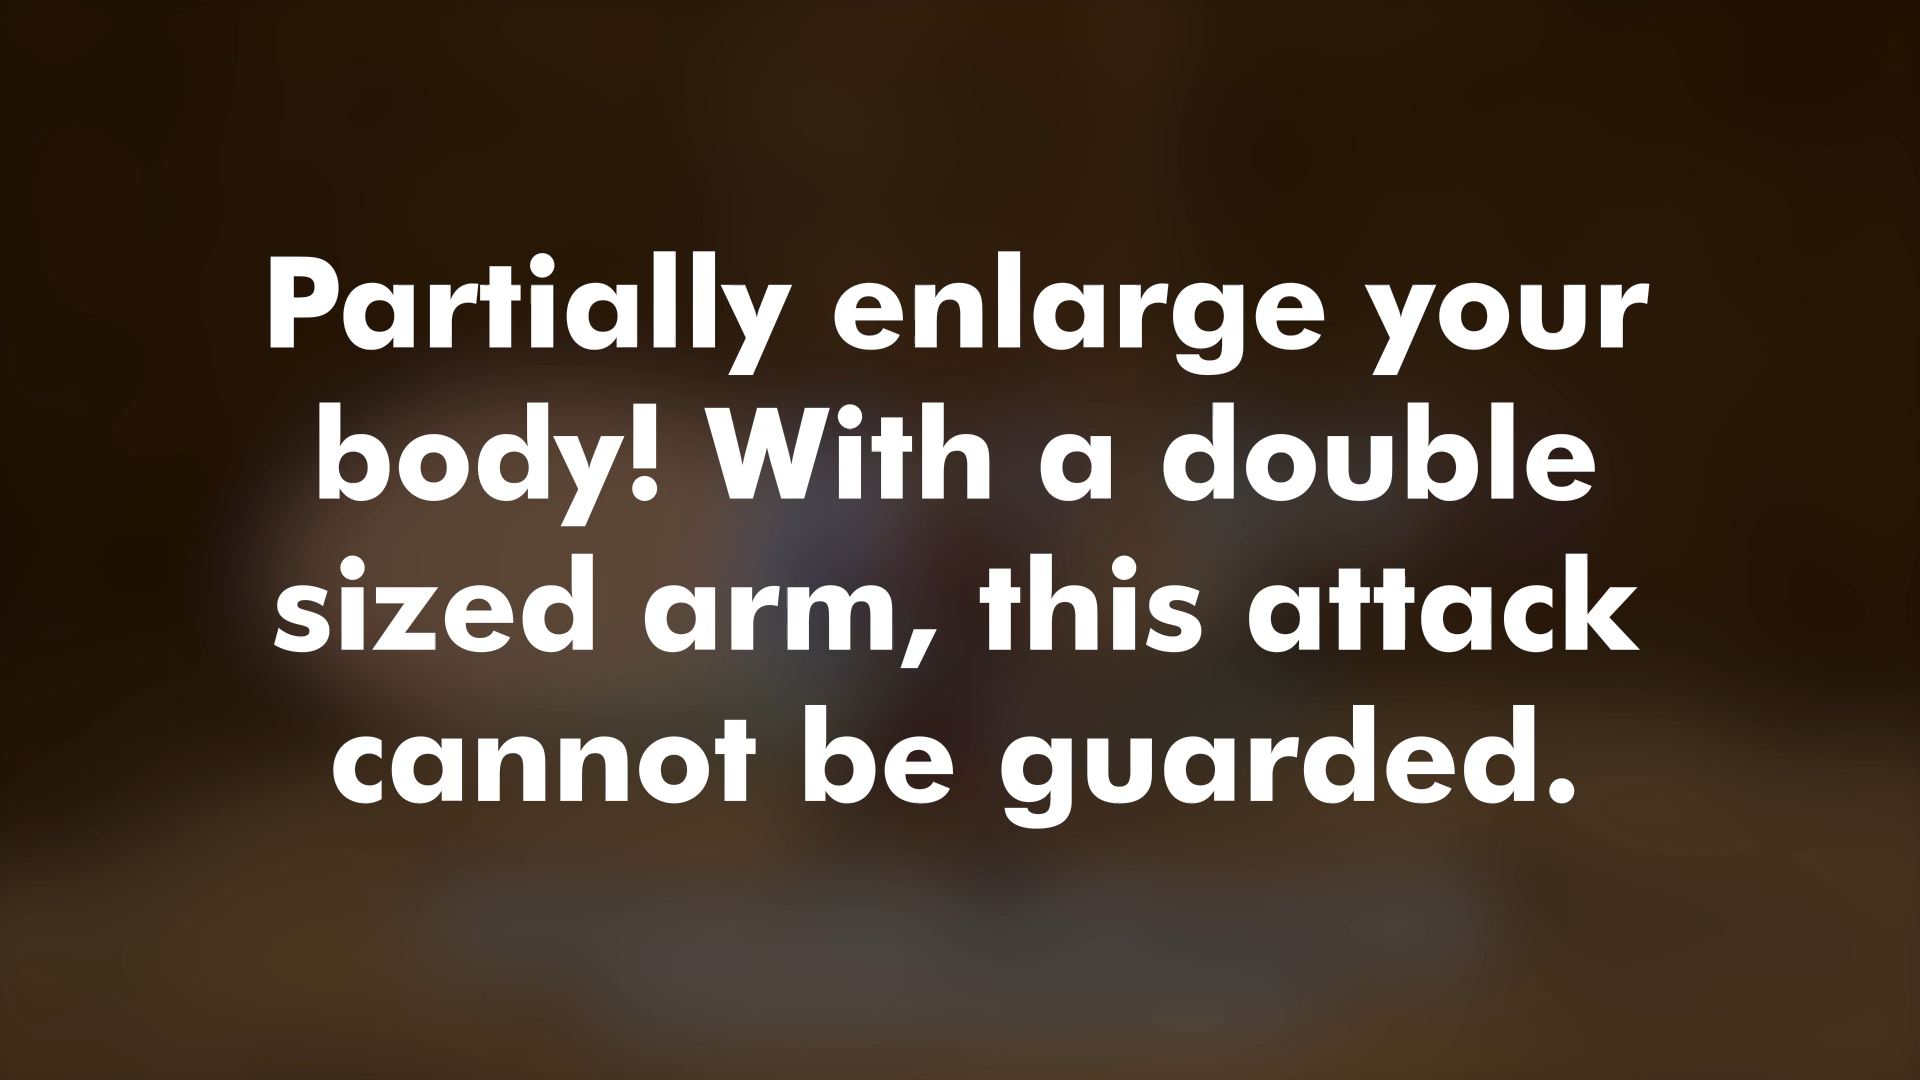 Partially enlarge your
body! With a double
sized arm, this attack
cannot be guarded.